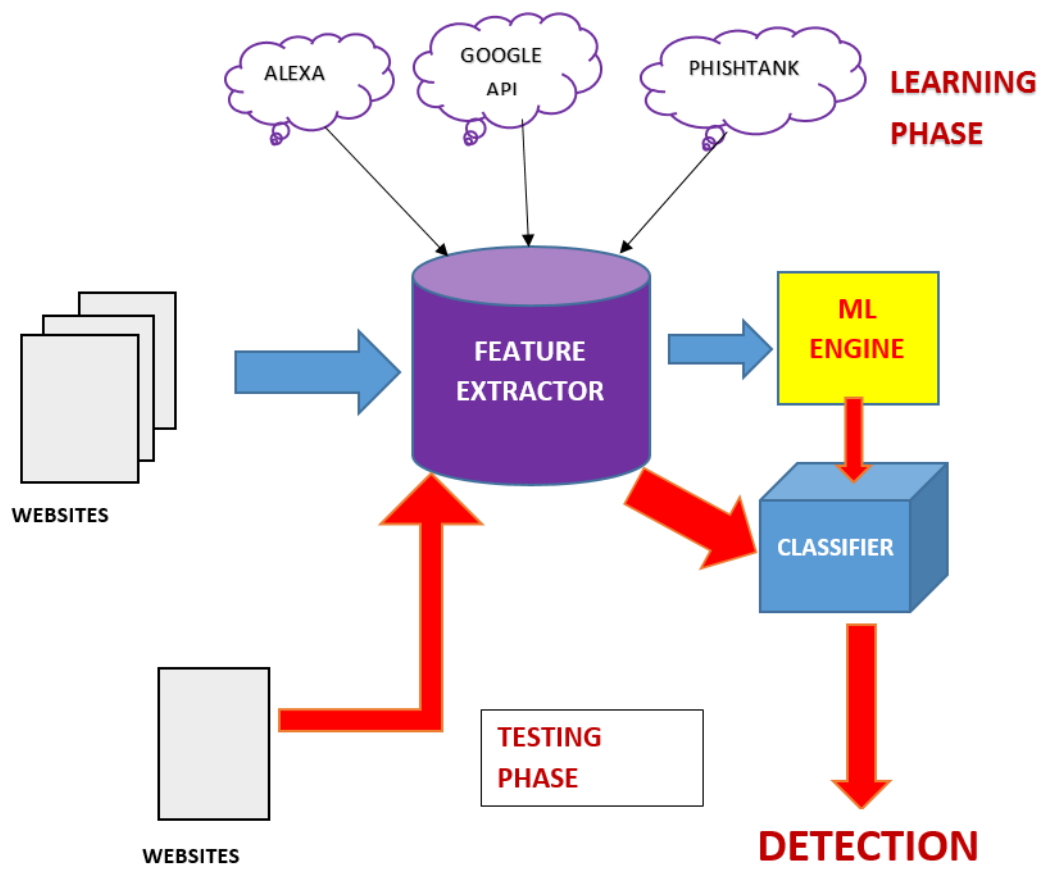 ALEXA
GOOGLE
API
PHISHTANK
LEARNING
PHASE
FEATURE
EXTRACTOR
ML
ENGINE
WEBSITES
CLASSIFIER
TESTING
PHASE
WEBSITES
DETECTION